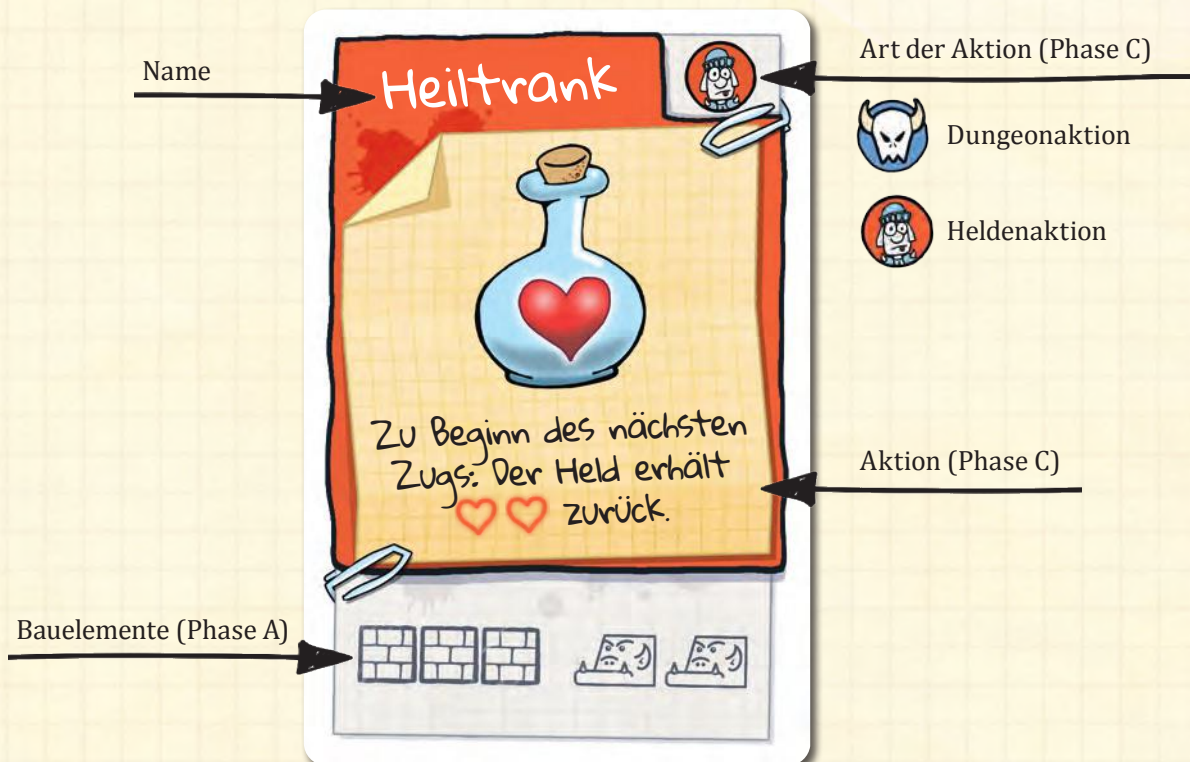 Name
Heiltrank
Art der Aktion (Phase C)
Dungeonaktion
Heldenaktion
Zu Beginn des nächsten
Zugs: Der Held erhält
zurück.
Aktion (Phase C)
Bauelemente (Phase A)